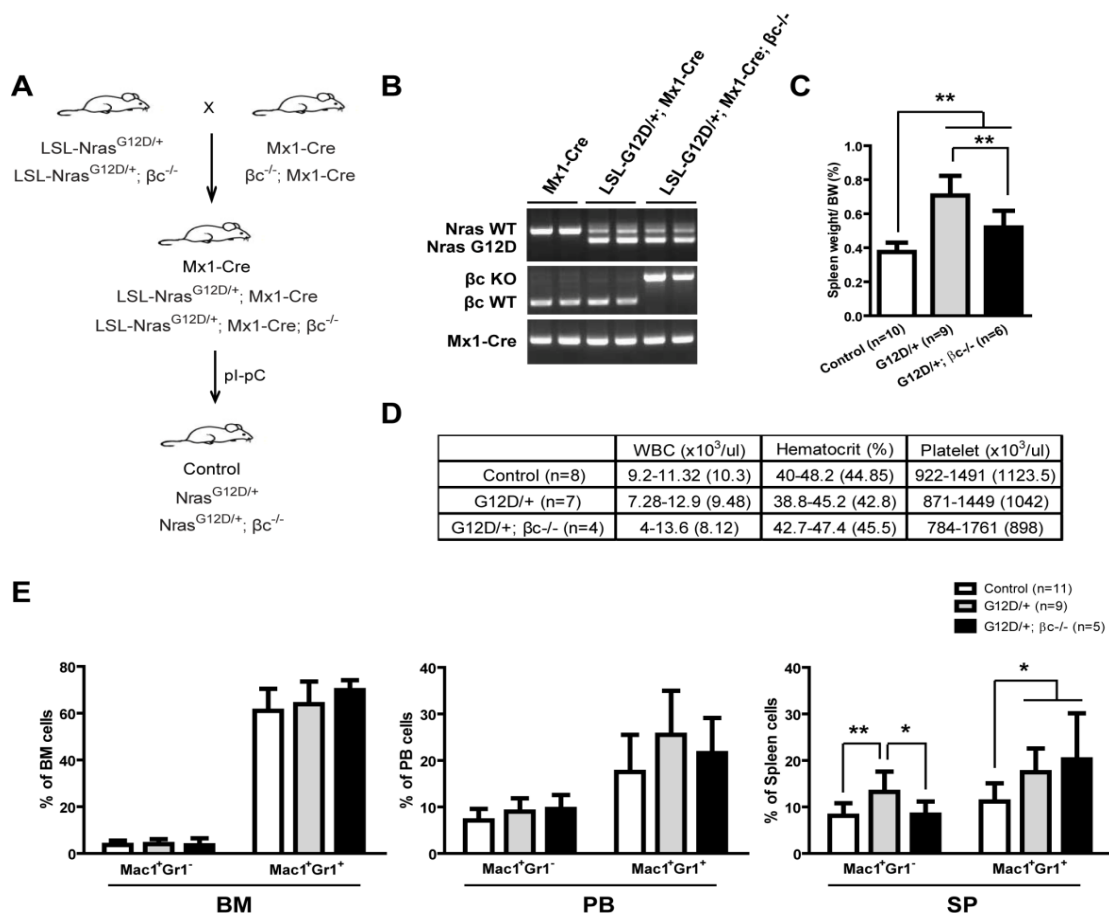 A
X
LSL-Nras^G12D/+
LSL-Nras^G12D/+; βc^-/-
Mx1-Cre
βc^-/-; Mx1-Cre
Mx1-Cre
LSL-Nras^G12D/+; Mx1-Cre
LSL-Nras^G12D/+; Mx1-Cre; βc^-/-
pI-pC
Control
Nras^G12D/+
Nras^G12D/+; βc^-/-
B
Mx1-Cre
LSL-G12D/+; Mx1-Cre
LSL-G12D/+; Mx1-Cre; βc-/-
Nras WT
Nras G12D
βc KO
βc WT
Mx1-Cre
C
**
**
Spleen weight/ BW (%)
1.0
0.8
0.6
0.4
0.2
0.0
Control (n=10)
G12D/+ (n=9)
G12D/+; βc-/- (n=6)
D
WBC (x10^3/ul) Hematocrit (%) Platelet (x10^3/ul)
Control (n=8) 9.2-11.32 (10.3) 40-48.2 (44.85) 922-1491 (1123.5)
G12D/+ (n=7) 7.28-12.9 (9.48) 38.8-45.2 (42.8) 871-1449 (1042)
G12D/+; βc-/- (n=4) 4-13.6 (8.12) 42.7-47.4 (45.5) 784-1761 (898)
E
Control (n=11)
G12D/+ (n=9)
G12D/+; βc-/- (n=5)
% of BM cells
80
60
40
20
0
Mac1^+Gr1^- Mac1^+Gr1^+
BM
% of PB cells
40
30
20
10
0
Mac1^+Gr1^- Mac1^+Gr1^+
PB
% of Spleen cells
40
30
20
10
0
** *
*
Mac1^+Gr1^- Mac1^+Gr1^+
SP